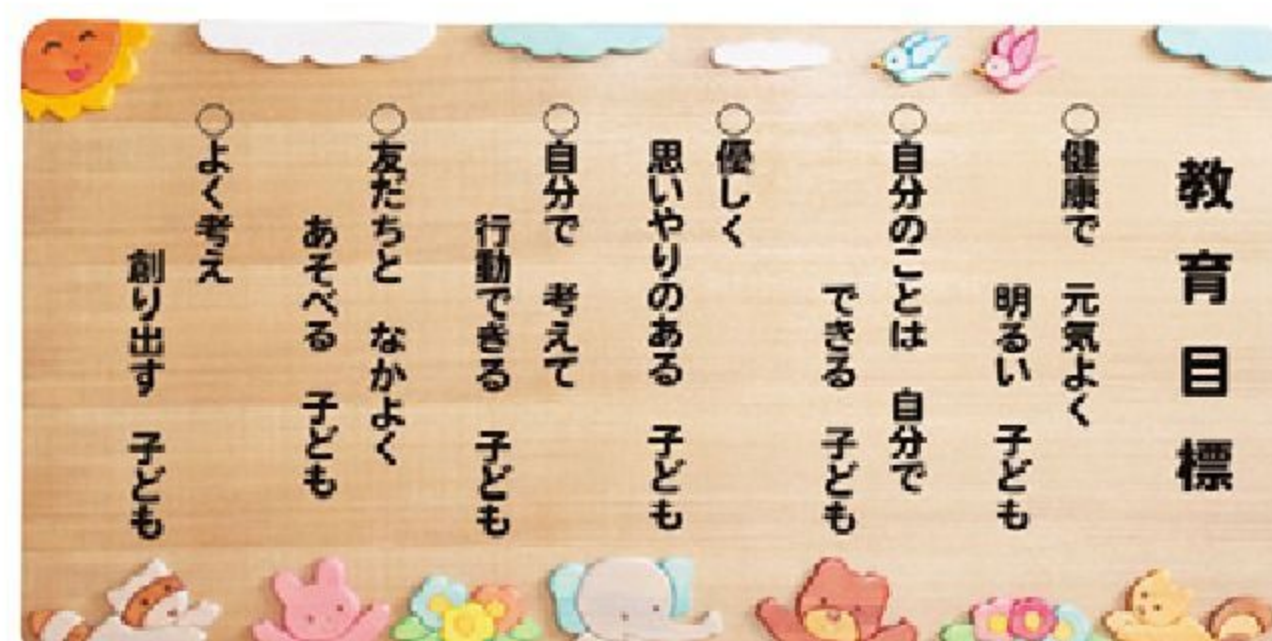 教育目標
○健康で　元気よく
明るい　子ども
○自分のことは　自分で
できる　子ども
○優しく
思いやりのある　子ども
○自分で　考えて
行動できる　子ども
○友だちと　なかよく
あそべる　子ども
○よく考え
創り出す　子ども